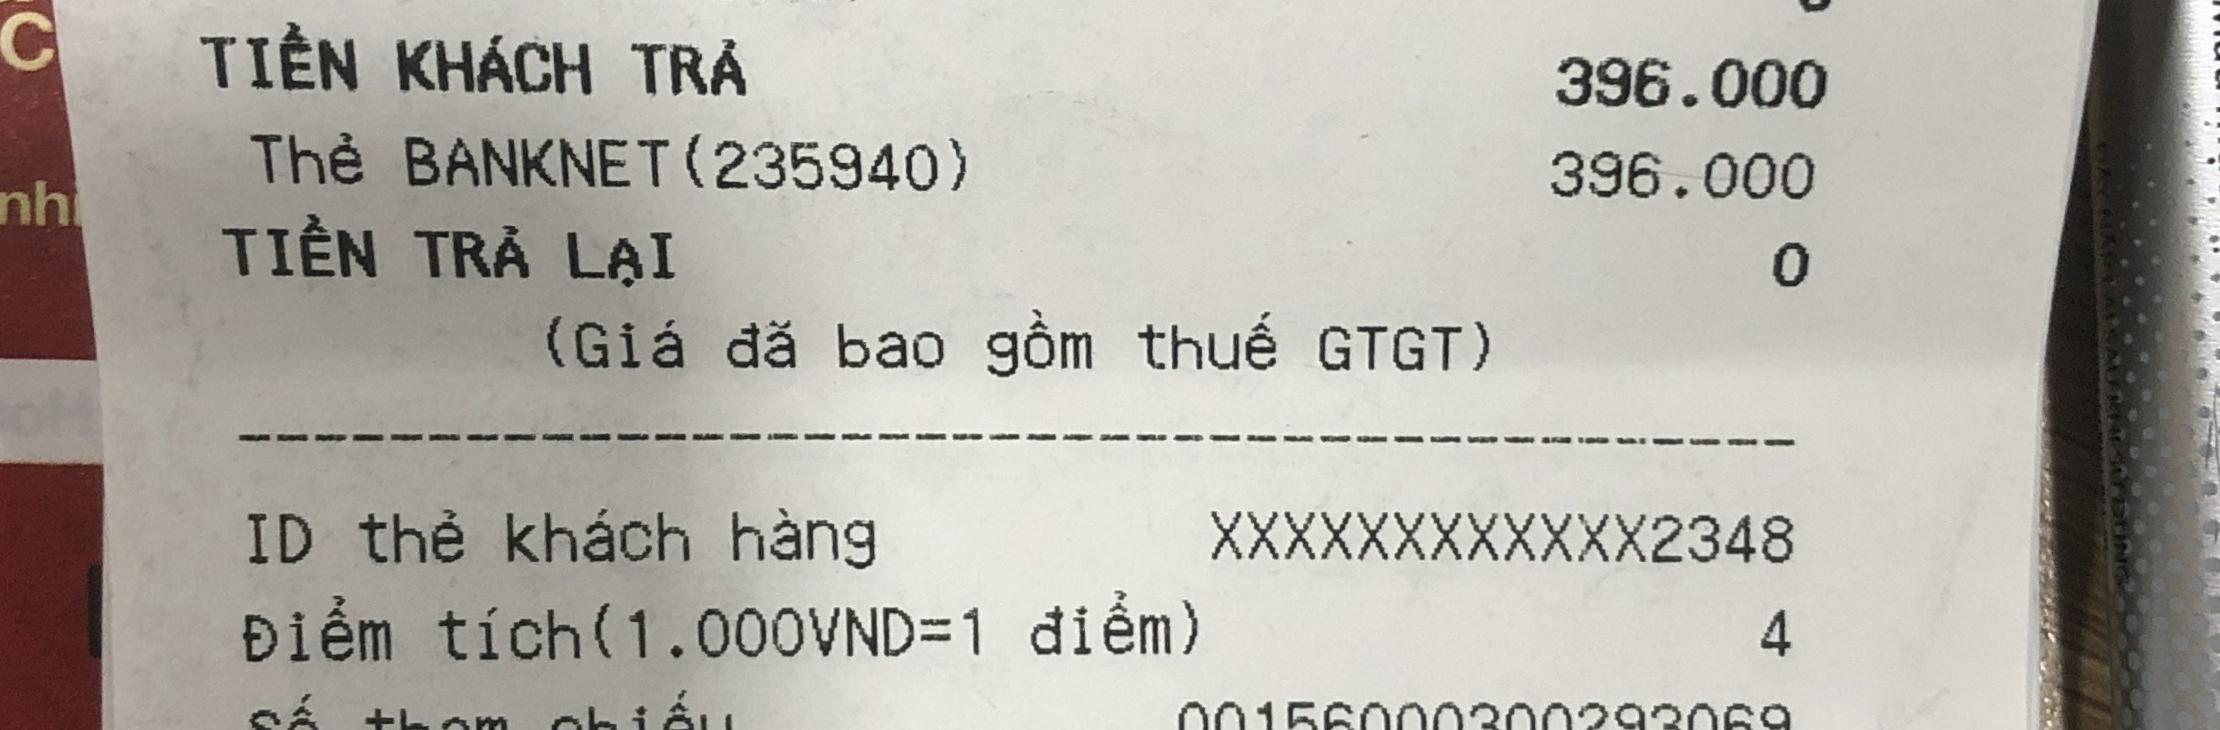 TIỀN KHÁCH TRẢ 396.000
Thẻ BANKNET(235940) 396.000
TIỀN TRẢ LẠI 0
(Giá đã bao gồm thuế GTGT)
ID thẻ khách hàng XXXXXXXXXXXX2348
Điểm tích(1.000VND=1 điểm) 4
Số tham chiếu 00156000300293069
C
nhi